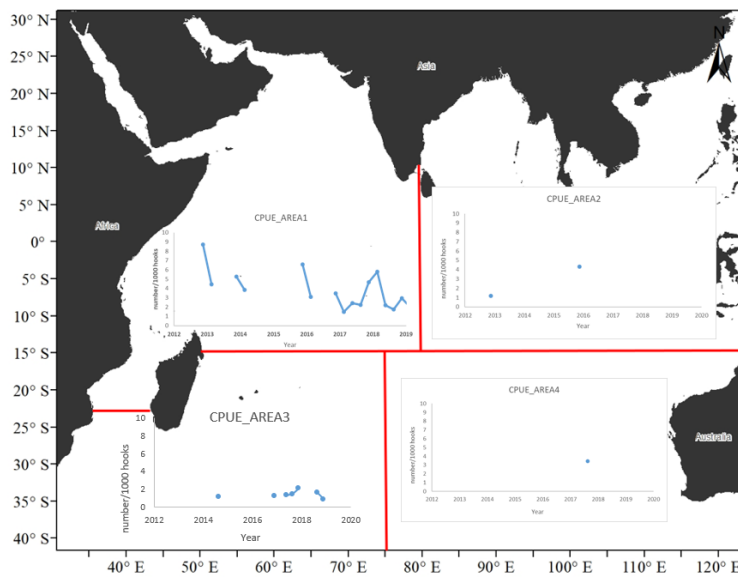 30° N
25° N
20° N
15° N
10° N
5° N
0°
5° S
10° S
15° S
20° S
25° S
30° S
35° S
40° S
40° E
50° E
60° E
70° E
80° E
90° E
100° E
110° E
120° E
N
Asia
Africa
Australia
CPUE_AREA1
number/1000 hooks
10
9
8
7
6
5
4
3
2
1
0
2012
2013
2014
2015
2016
2017
2018
2019
Year
CPUE_AREA2
number/1000 hooks
10
9
8
7
6
5
4
3
2
1
0
2012
2013
2014
2015
2016
2017
2018
2019
2020
Year
CPUE_AREA3
number/1000 hooks
10
8
6
4
2
0
2012
2014
2016
2018
2020
Year
CPUE_AREA4
number/1000 hooks
10
9
8
7
6
5
4
3
2
1
0
2012
2013
2014
2015
2016
2017
2018
2019
2020
Year